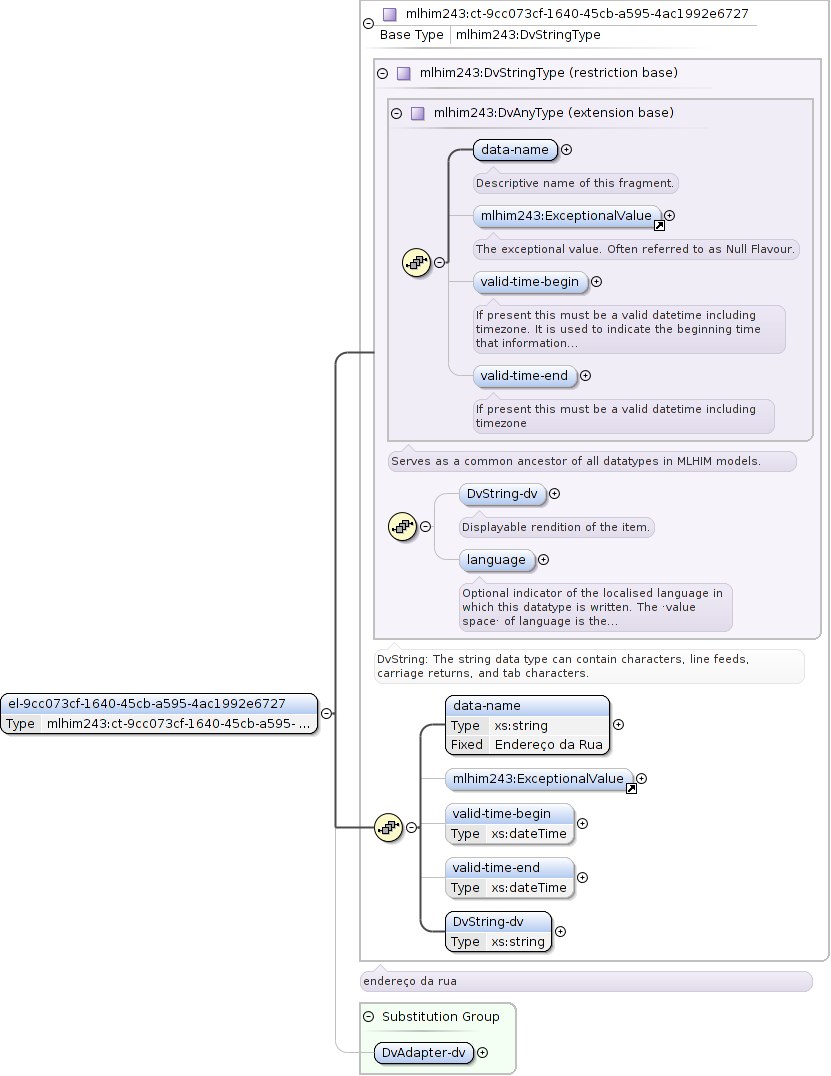 mlhim243:ct-9cc073cf-1640-45cb-a595-4ac1992e6727
Base Type mlhim243:DvStringType
mlhim243:DvStringType (restriction base)
mlhim243:DvAnyType (extension base)
data-name
Descriptive name of this fragment.
mlhim243:ExceptionalValue
The exceptional value. Often referred to as Null Flavour.
valid-time-begin
If present this must be a valid datetime including
timezone. It is used to indicate the beginning time
that information...
valid-time-end
If present this must be a valid datetime including
timezone
Serves as a common ancestor of all datatypes in MLHIM models.
DvString-dv
Displayable rendition of the item.
language
Optional indicator of the localised language in
which this datatype is written. The ·value
space· of language is the...
DvString: The string data type can contain characters, line feeds,
carriage returns, and tab characters.
el-9cc073cf-1640-45cb-a595-4ac1992e6727
Type mlhim243:ct-9cc073cf-1640-45cb-a595- ...
data-name
Type xs:string
Fixed Endereço da Rua
mlhim243:ExceptionalValue
valid-time-begin
Type xs:dateTime
valid-time-end
Type xs:dateTime
DvString-dv
Type xs:string
endereço da rua
Substitution Group
DvAdapter-dv